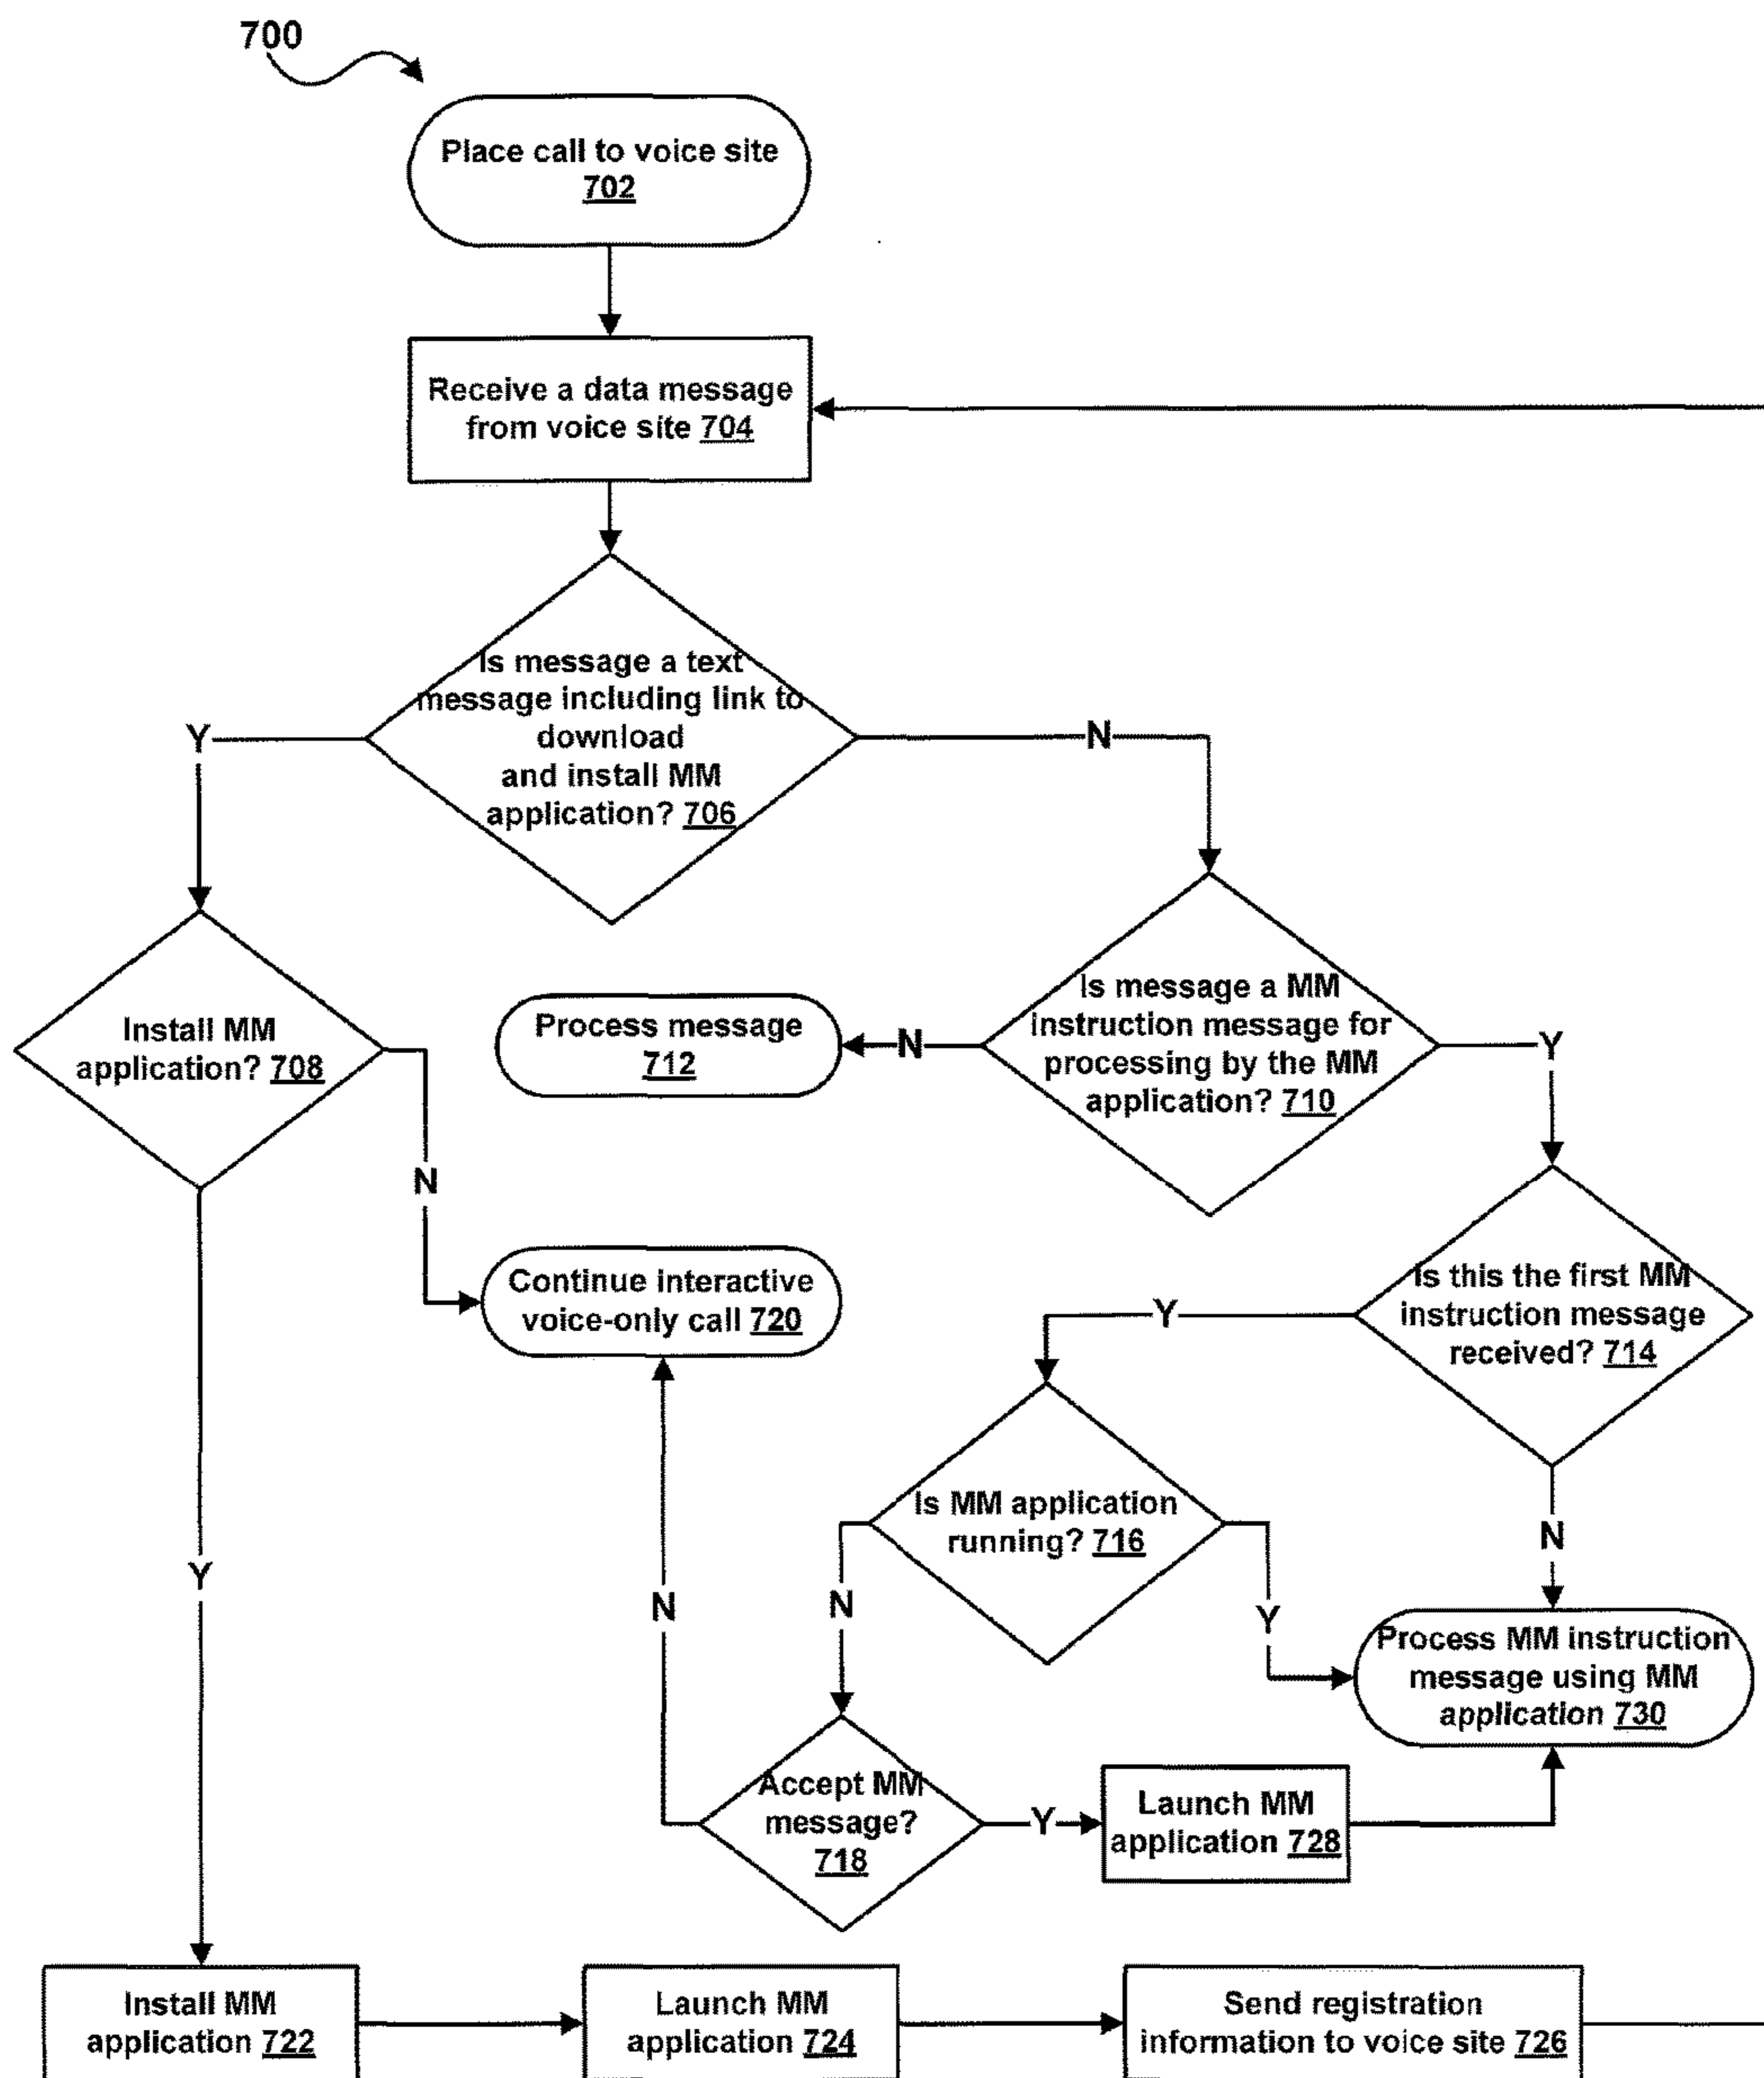 700
Place call to voice site
702
Receive a data message
from voice site 704
Is message a text
message including link to
download
and install MM
application? 706
Y
N
Install MM
application? 708
Process message
712
N
Is message a MM
instruction message for
processing by the MM
application? 710
Y
N
Continue interactive
voice-only call 720
Y
Is this the first MM
instruction message
received? 714
Is MM application
running? 716
N
Y
N
N
Y
Process MM instruction
message using MM
application 730
Accept MM
message?
718
Y
Launch MM
application 728
Install MM
application 722
Launch MM
application 724
Send registration
information to voice site 726